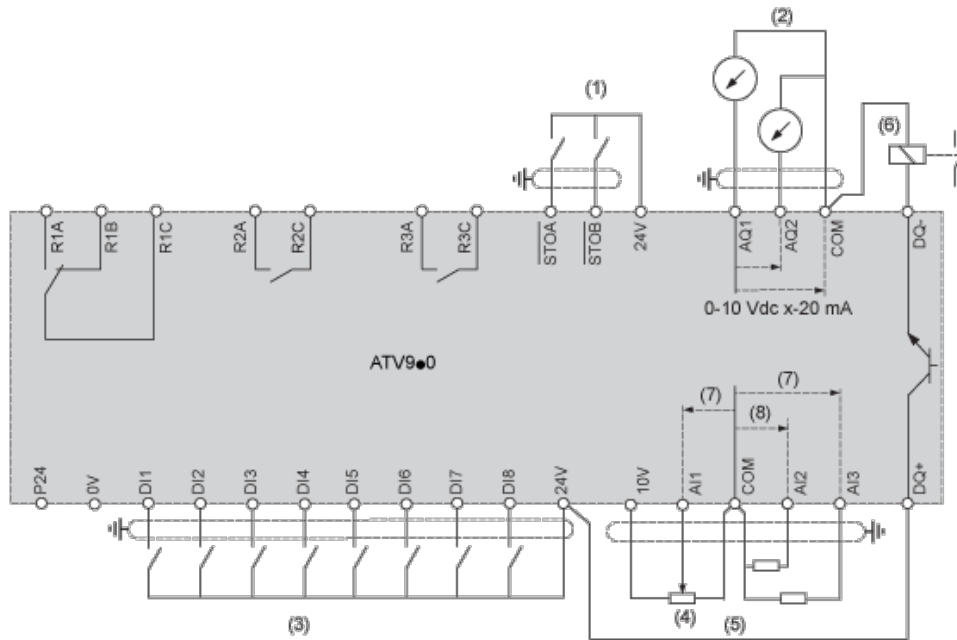 (2)
(1)
(6)
R1A
R1B
R1C
R2A
R2C
R3A
R3C
STOA
STOB
24V
AQ1
AQ2
COM
DQ-
0-10 Vdc x-20 mA
ATV9●0
(7)
(7)
(8)
P24
0V
DI1
DI2
DI3
DI4
DI5
DI6
DI7
DI8
24V
10V
AI1
COM
AI2
AI3
DQ+
(3)
(4)
(5)